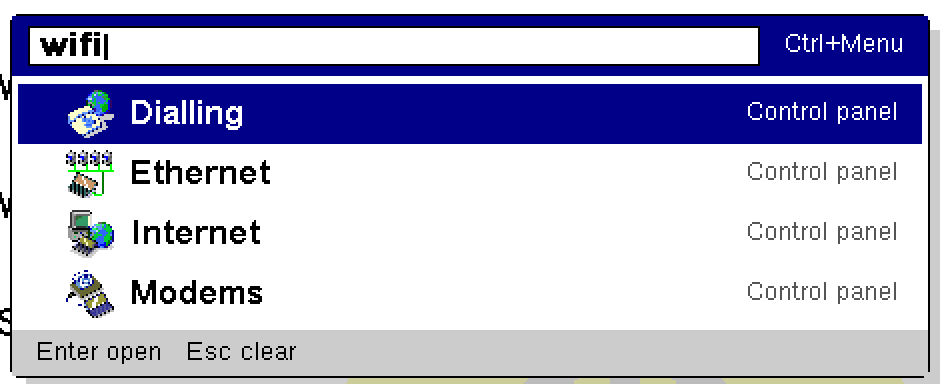 wifi
Ctrl+Menu
Dialling Control panel
Ethernet Control panel
Internet Control panel
Modems Control panel
Enter open Esc clear